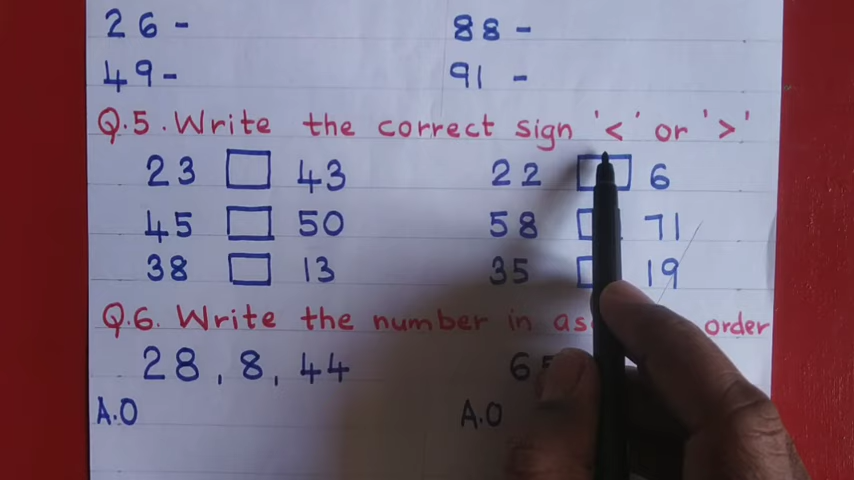 26 - 88 -
49 - 91 -
Q.5. Write the correct sign '<' or '>'
23 43 22 6
45 50 58 71
38 13 35 19
Q.6. Write the number in order
28, 8, 44
A.O A.O